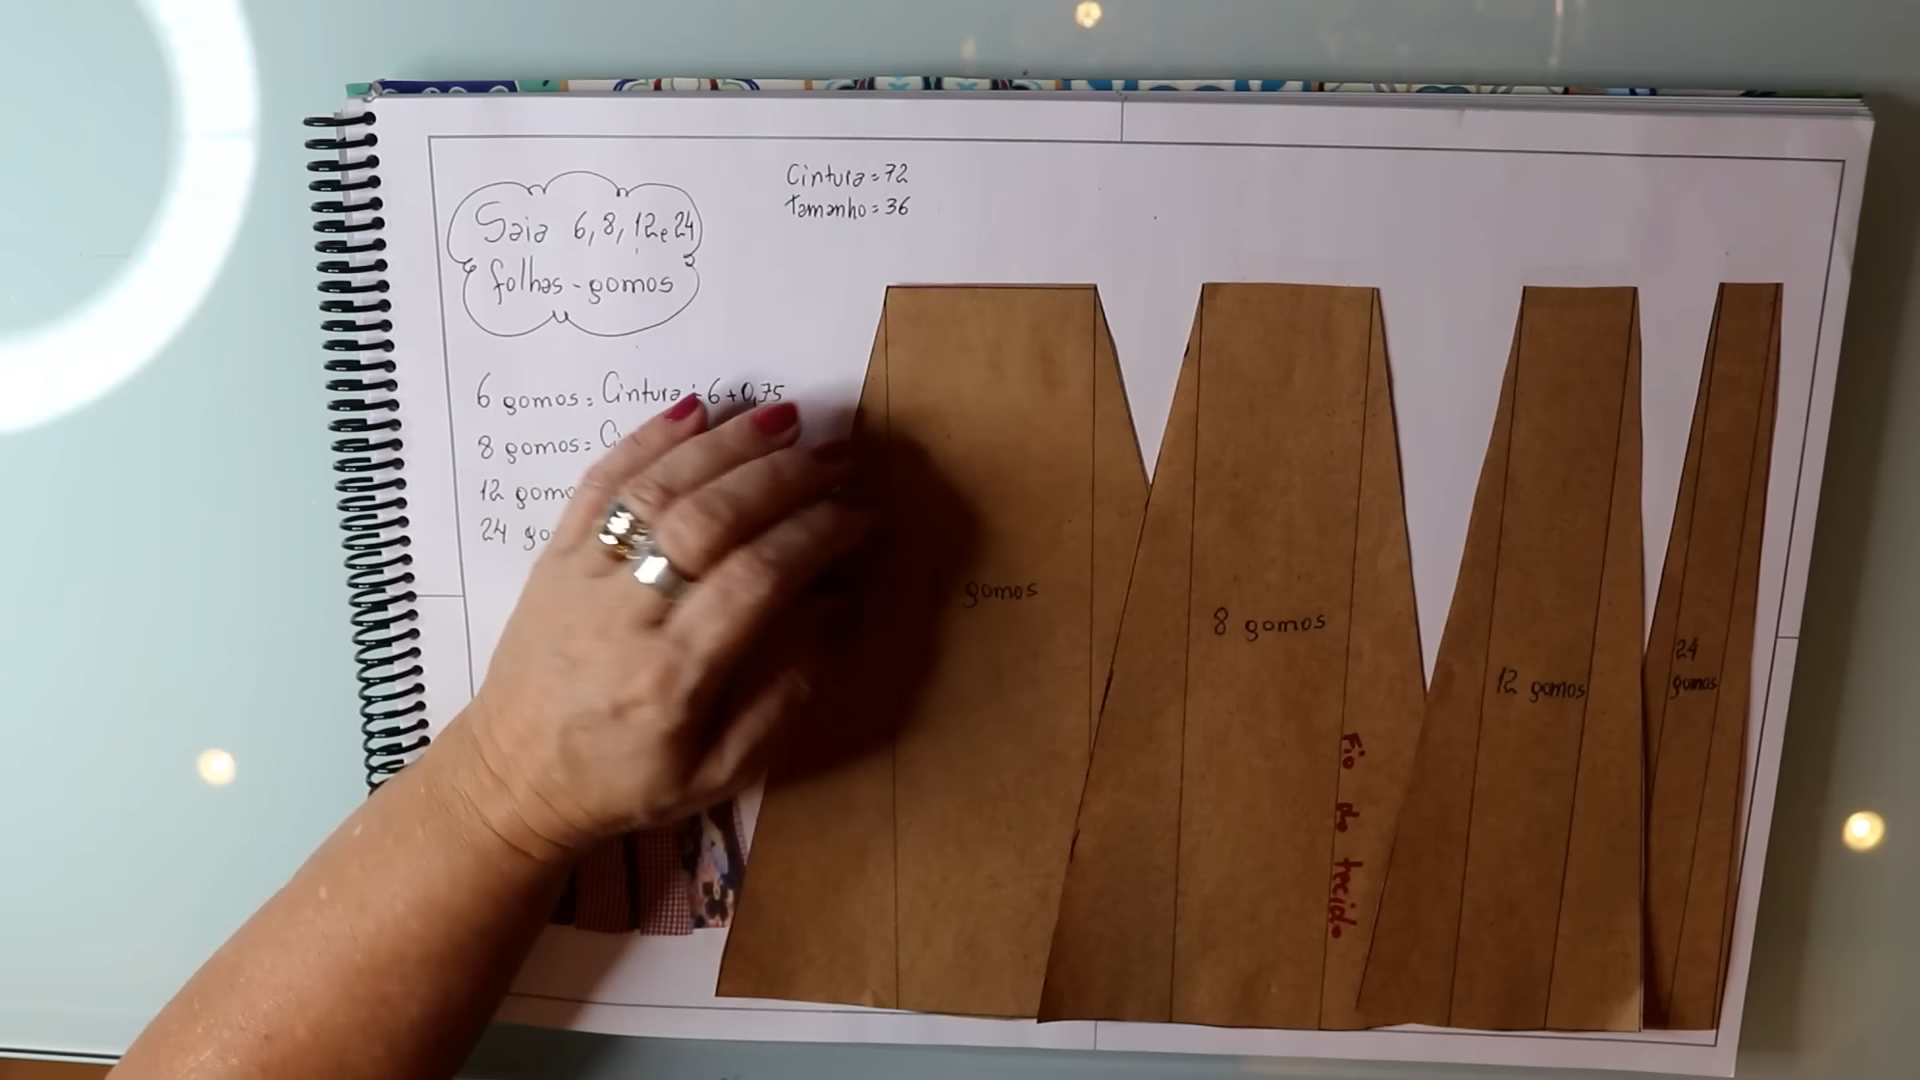 Saia 6, 8, 12 e 24
folhas - gomos
Cintura = 72
tamanho = 36
6 gomos = Cintura ÷ 6 + 0,75
8 gomos =
12
24
gomos
8 gomos
Fio do tecido
12 gomos
24
gomos